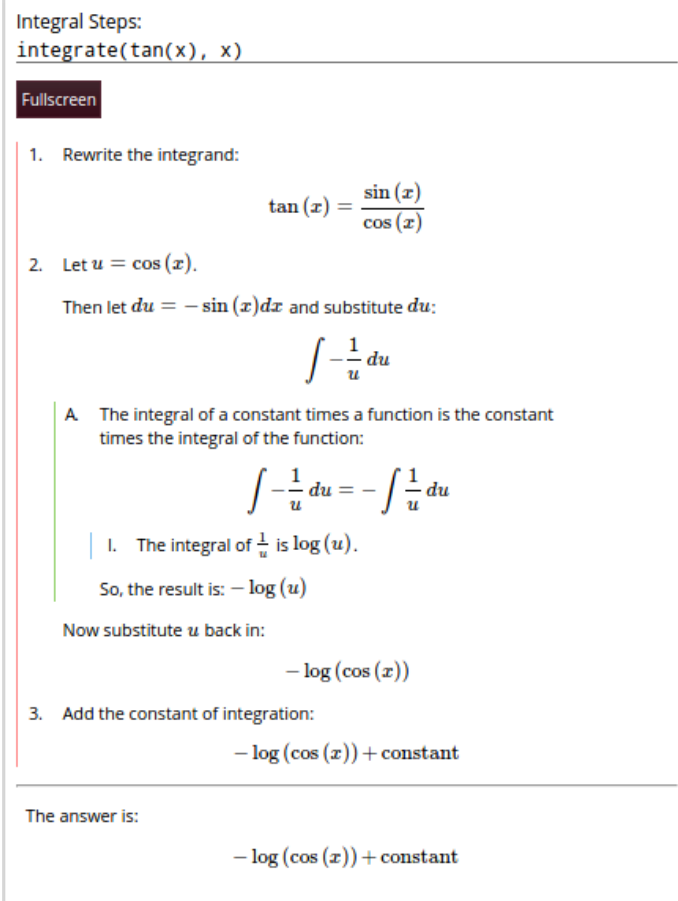 Integral Steps:
integrate(tan(x), x)
Fullscreen
1. Rewrite the integrand:
tan (x) = sin (x) / cos (x)
2. Let u = cos (x).
Then let du = − sin (x)dx and substitute du:
∫ −1/u du
A. The integral of a constant times a function is the constant
times the integral of the function:
∫ −1/u du = − ∫ 1/u du
I. The integral of 1/u is log (u).
So, the result is: − log (u)
Now substitute u back in:
− log (cos (x))
3. Add the constant of integration:
− log (cos (x)) + constant
The answer is:
− log (cos (x)) + constant